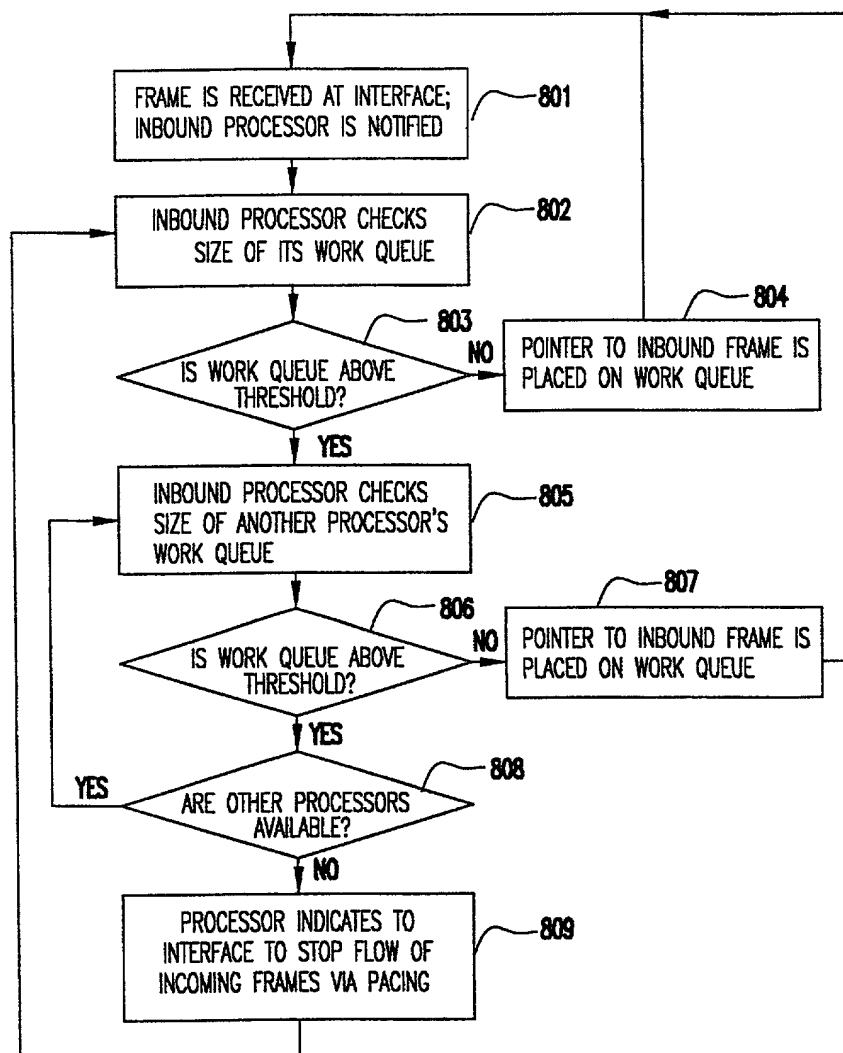 FRAME IS RECEIVED AT INTERFACE;
INBOUND PROCESSOR IS NOTIFIED
801
INBOUND PROCESSOR CHECKS
SIZE OF ITS WORK QUEUE
802
803
IS WORK QUEUE ABOVE
THRESHOLD?
NO
804
POINTER TO INBOUND FRAME IS
PLACED ON WORK QUEUE
YES
INBOUND PROCESSOR CHECKS
SIZE OF ANOTHER PROCESSOR'S
WORK QUEUE
805
806
IS WORK QUEUE ABOVE
THRESHOLD?
NO
807
POINTER TO INBOUND FRAME IS
PLACED ON WORK QUEUE
YES
808
YES
ARE OTHER PROCESSORS
AVAILABLE?
NO
PROCESSOR INDICATES TO
INTERFACE TO STOP FLOW OF
INCOMING FRAMES VIA PACING
809